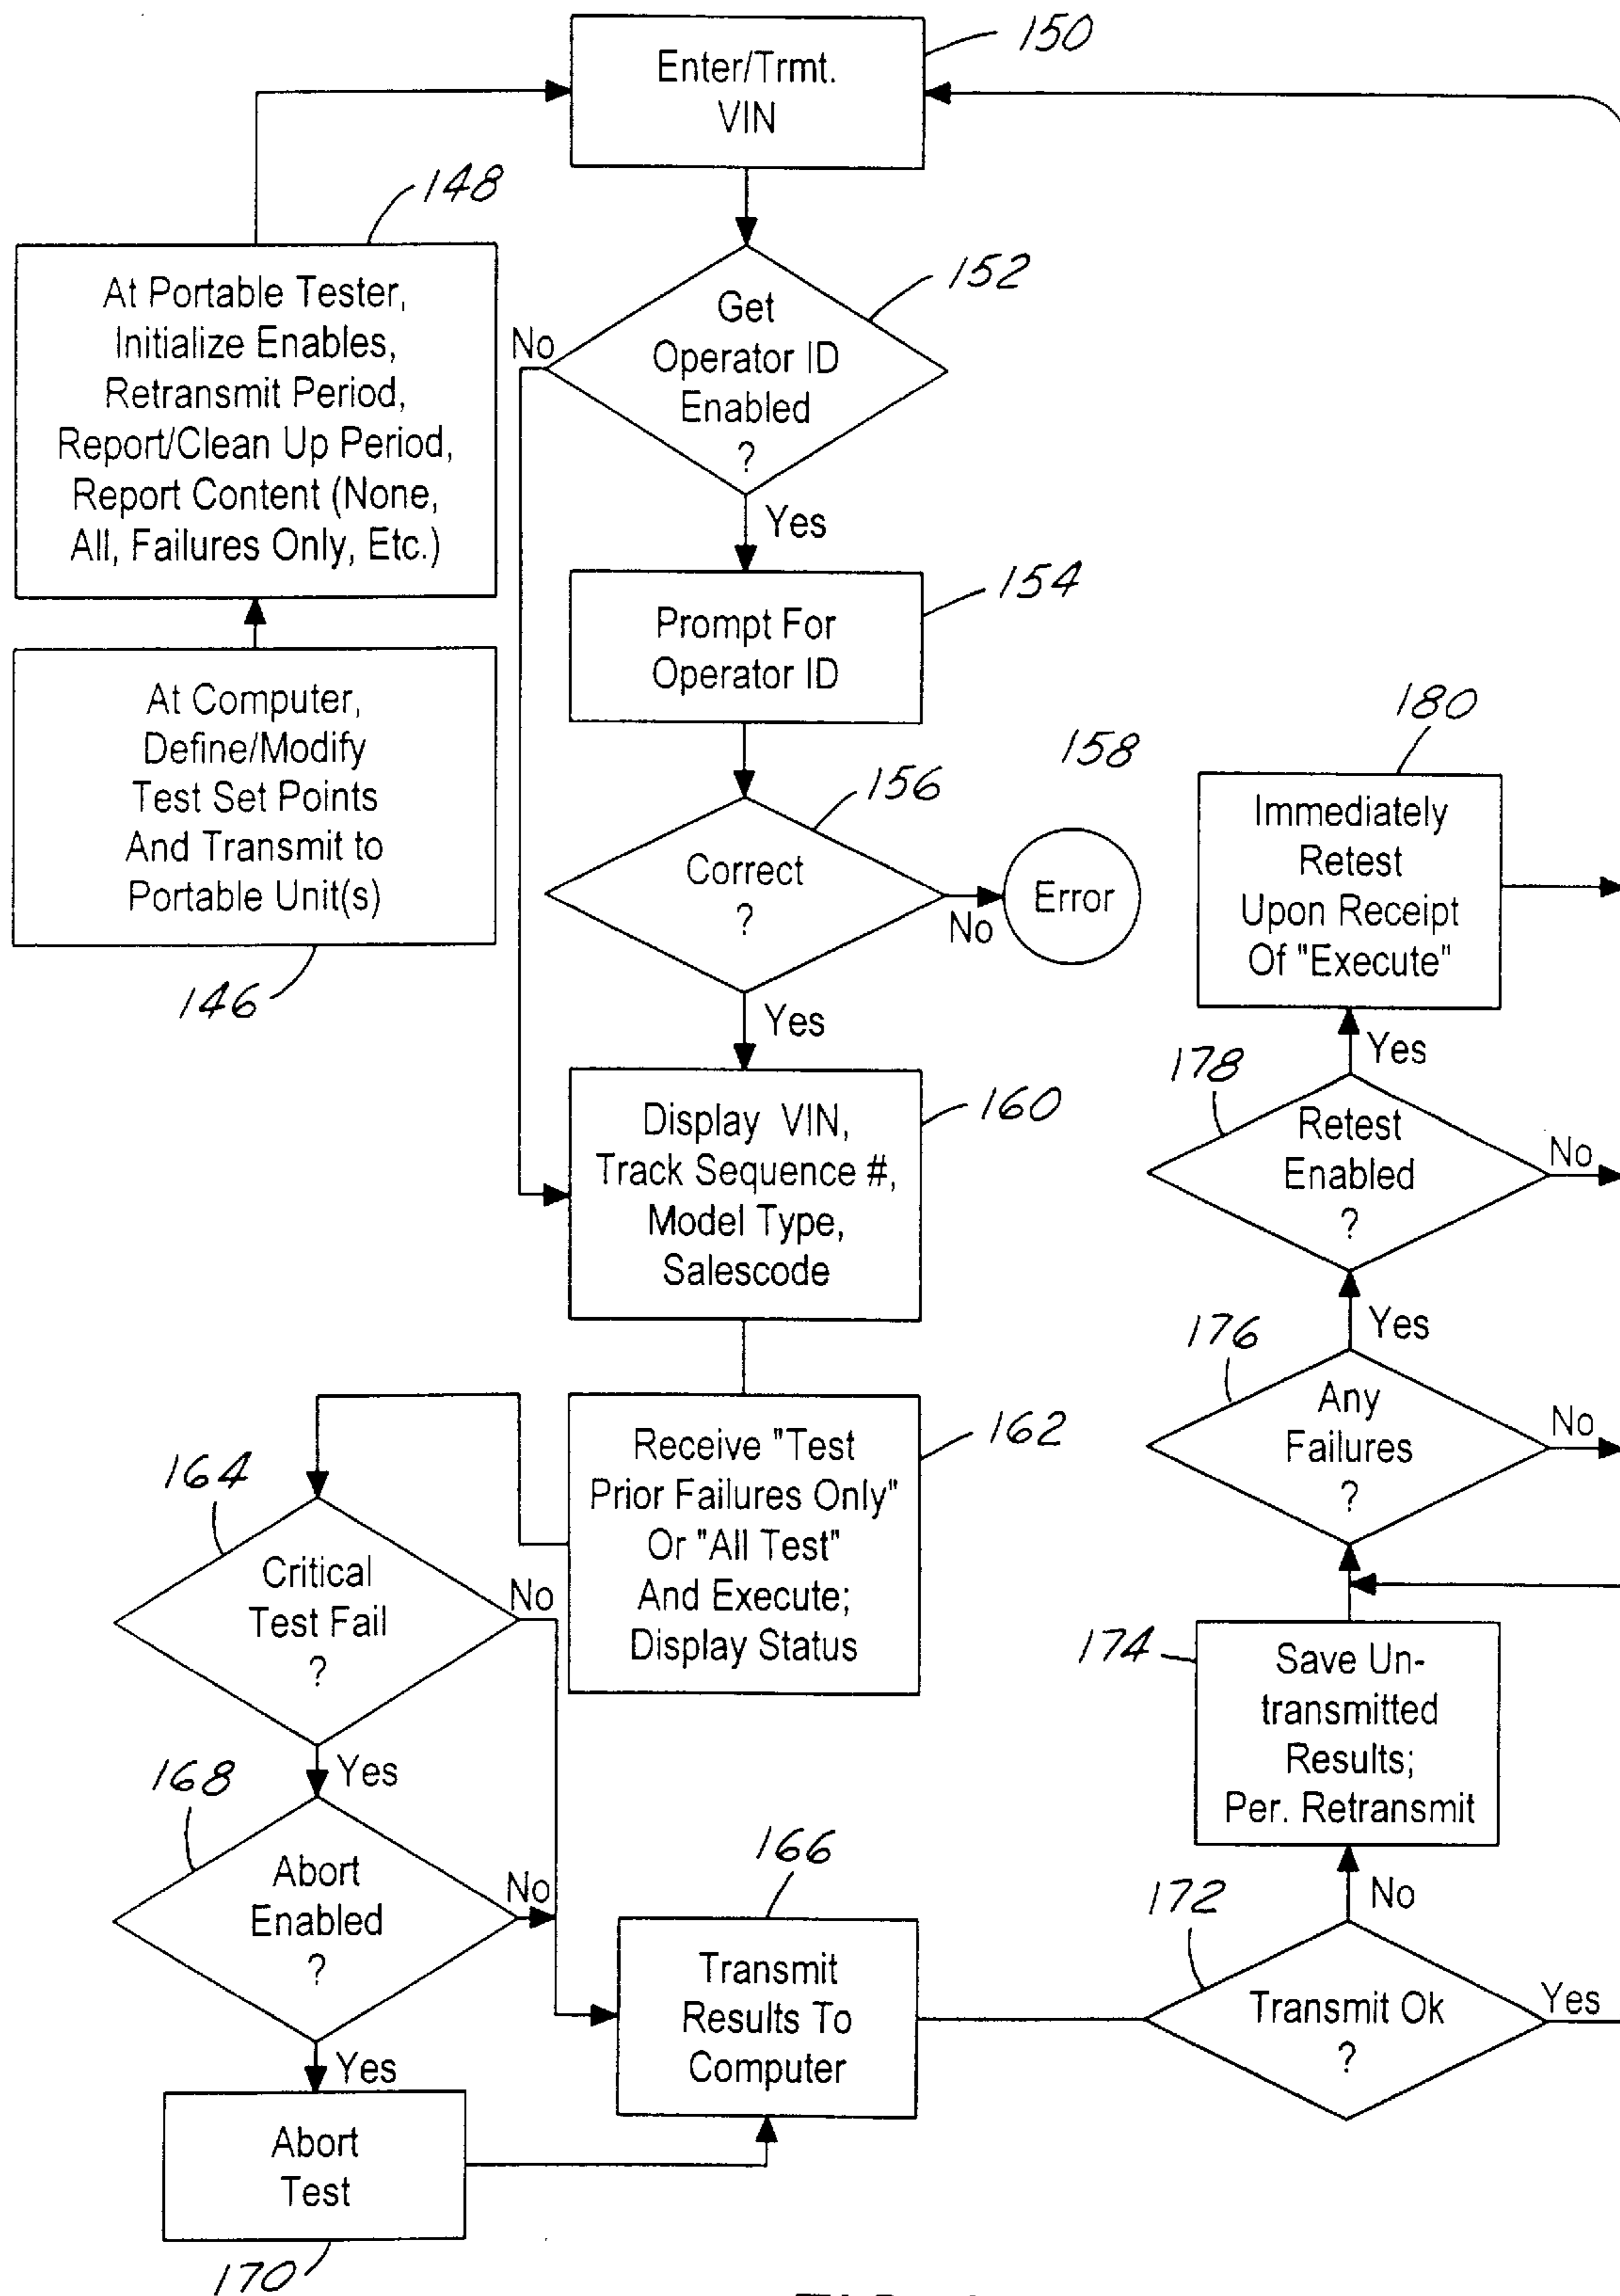 150
Enter/Trmt.
VIN
148
At Portable Tester,
Initialize Enables,
Retransmit Period,
Report/Clean Up Period,
Report Content (None,
All, Failures Only, Etc.)
152
Get
Operator ID
Enabled
?
No
Yes
154
Prompt For
Operator ID
At Computer,
Define/Modify
Test Set Points
And Transmit to
Portable Unit(s)
146
156
Correct
?
No
158
Error
Yes
160
Display VIN,
Track Sequence #,
Model Type,
Salescode
162
Receive "Test
Prior Failures Only"
Or "All Test"
And Execute;
Display Status
164
Critical
Test Fail
?
No
Yes
168
Abort
Enabled
?
No
Yes
Abort
Test
170
166
Transmit
Results To
Computer
172
Transmit Ok
?
Yes
No
174
Save Un-
transmitted
Results;
Per. Retransmit
176
Any
Failures
?
No
Yes
178
Retest
Enabled
?
No
Yes
180
Immediately
Retest
Upon Receipt
Of "Execute"